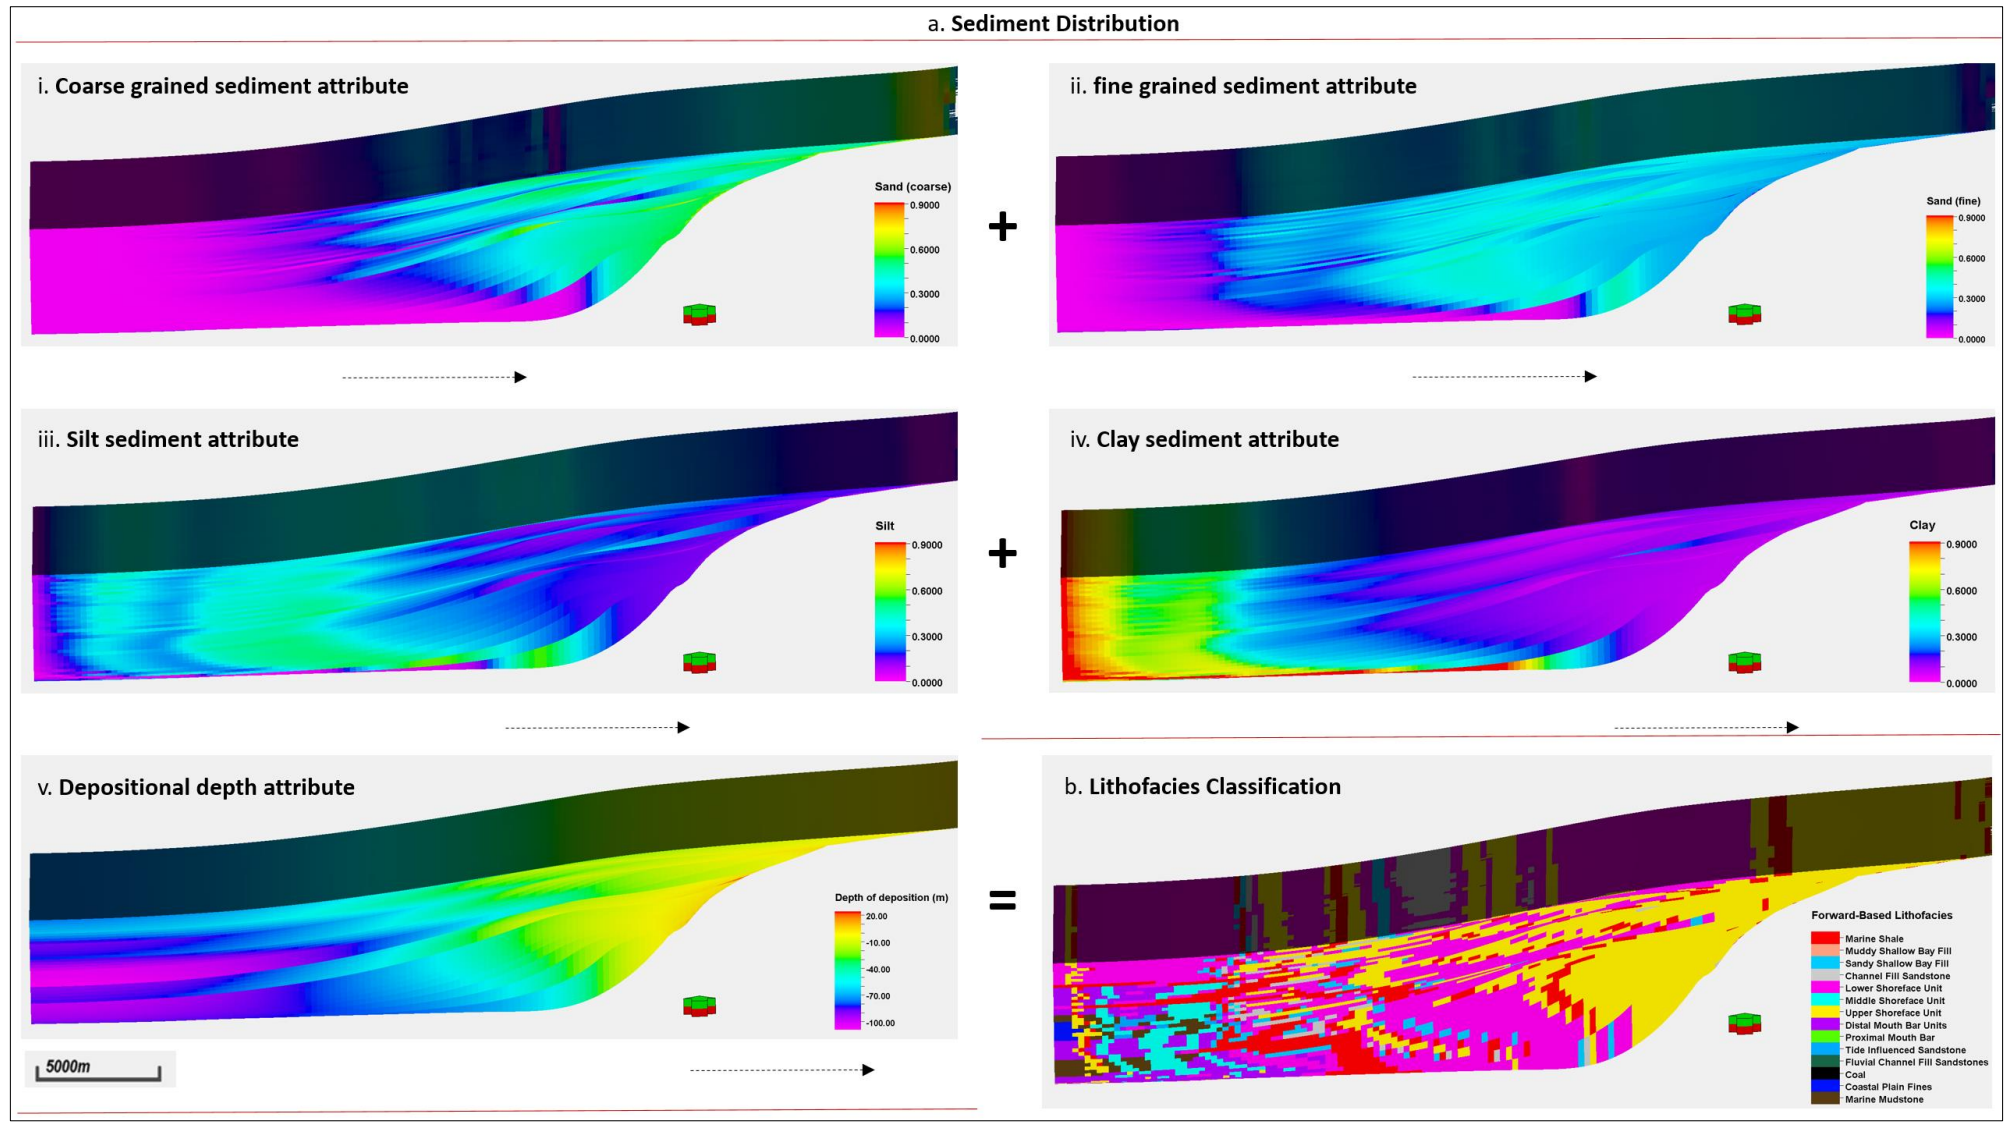 a. Sediment Distribution
i. Coarse grained sediment attribute
Sand (coarse)
0.9000
0.6000
0.3000
0.0000
+
ii. fine grained sediment attribute
Sand (fine)
0.9000
0.6000
0.3000
0.0000
iii. Silt sediment attribute
Silt
0.9000
0.6000
0.3000
0.0000
+
iv. Clay sediment attribute
Clay
0.9000
0.6000
0.3000
0.0000
v. Depositional depth attribute
Depth of deposition (m)
20.00
-10.00
-40.00
-70.00
-100.00
5000m
=
b. Lithofacies Classification
Forward-Based Lithofacies
Marine Shale
Muddy Shallow Bay Fill
Sandy Shallow Bay Fill
Channel Fill Sandstone
Lower Shoreface Unit
Middle Shoreface Unit
Upper Shoreface Unit
Distal Mouth Bar Units
Proximal Mouth Bar
Tide Influenced Sandstone
Fluvial Channel Fill Sandstones
Coal
Coastal Plain Fines
Marine Mudstone